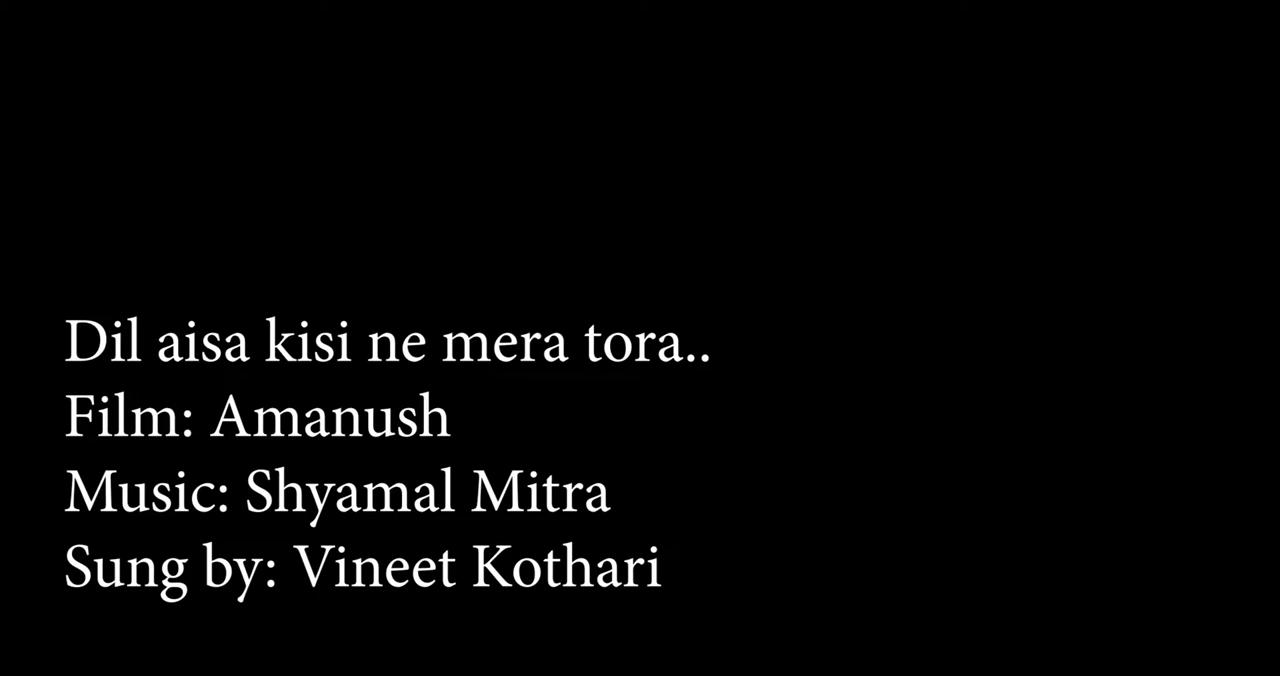 Dil aisa kisi ne mera tora..
Film: Amanush
Music: Shyamal Mitra
Sung by: Vineet Kothari